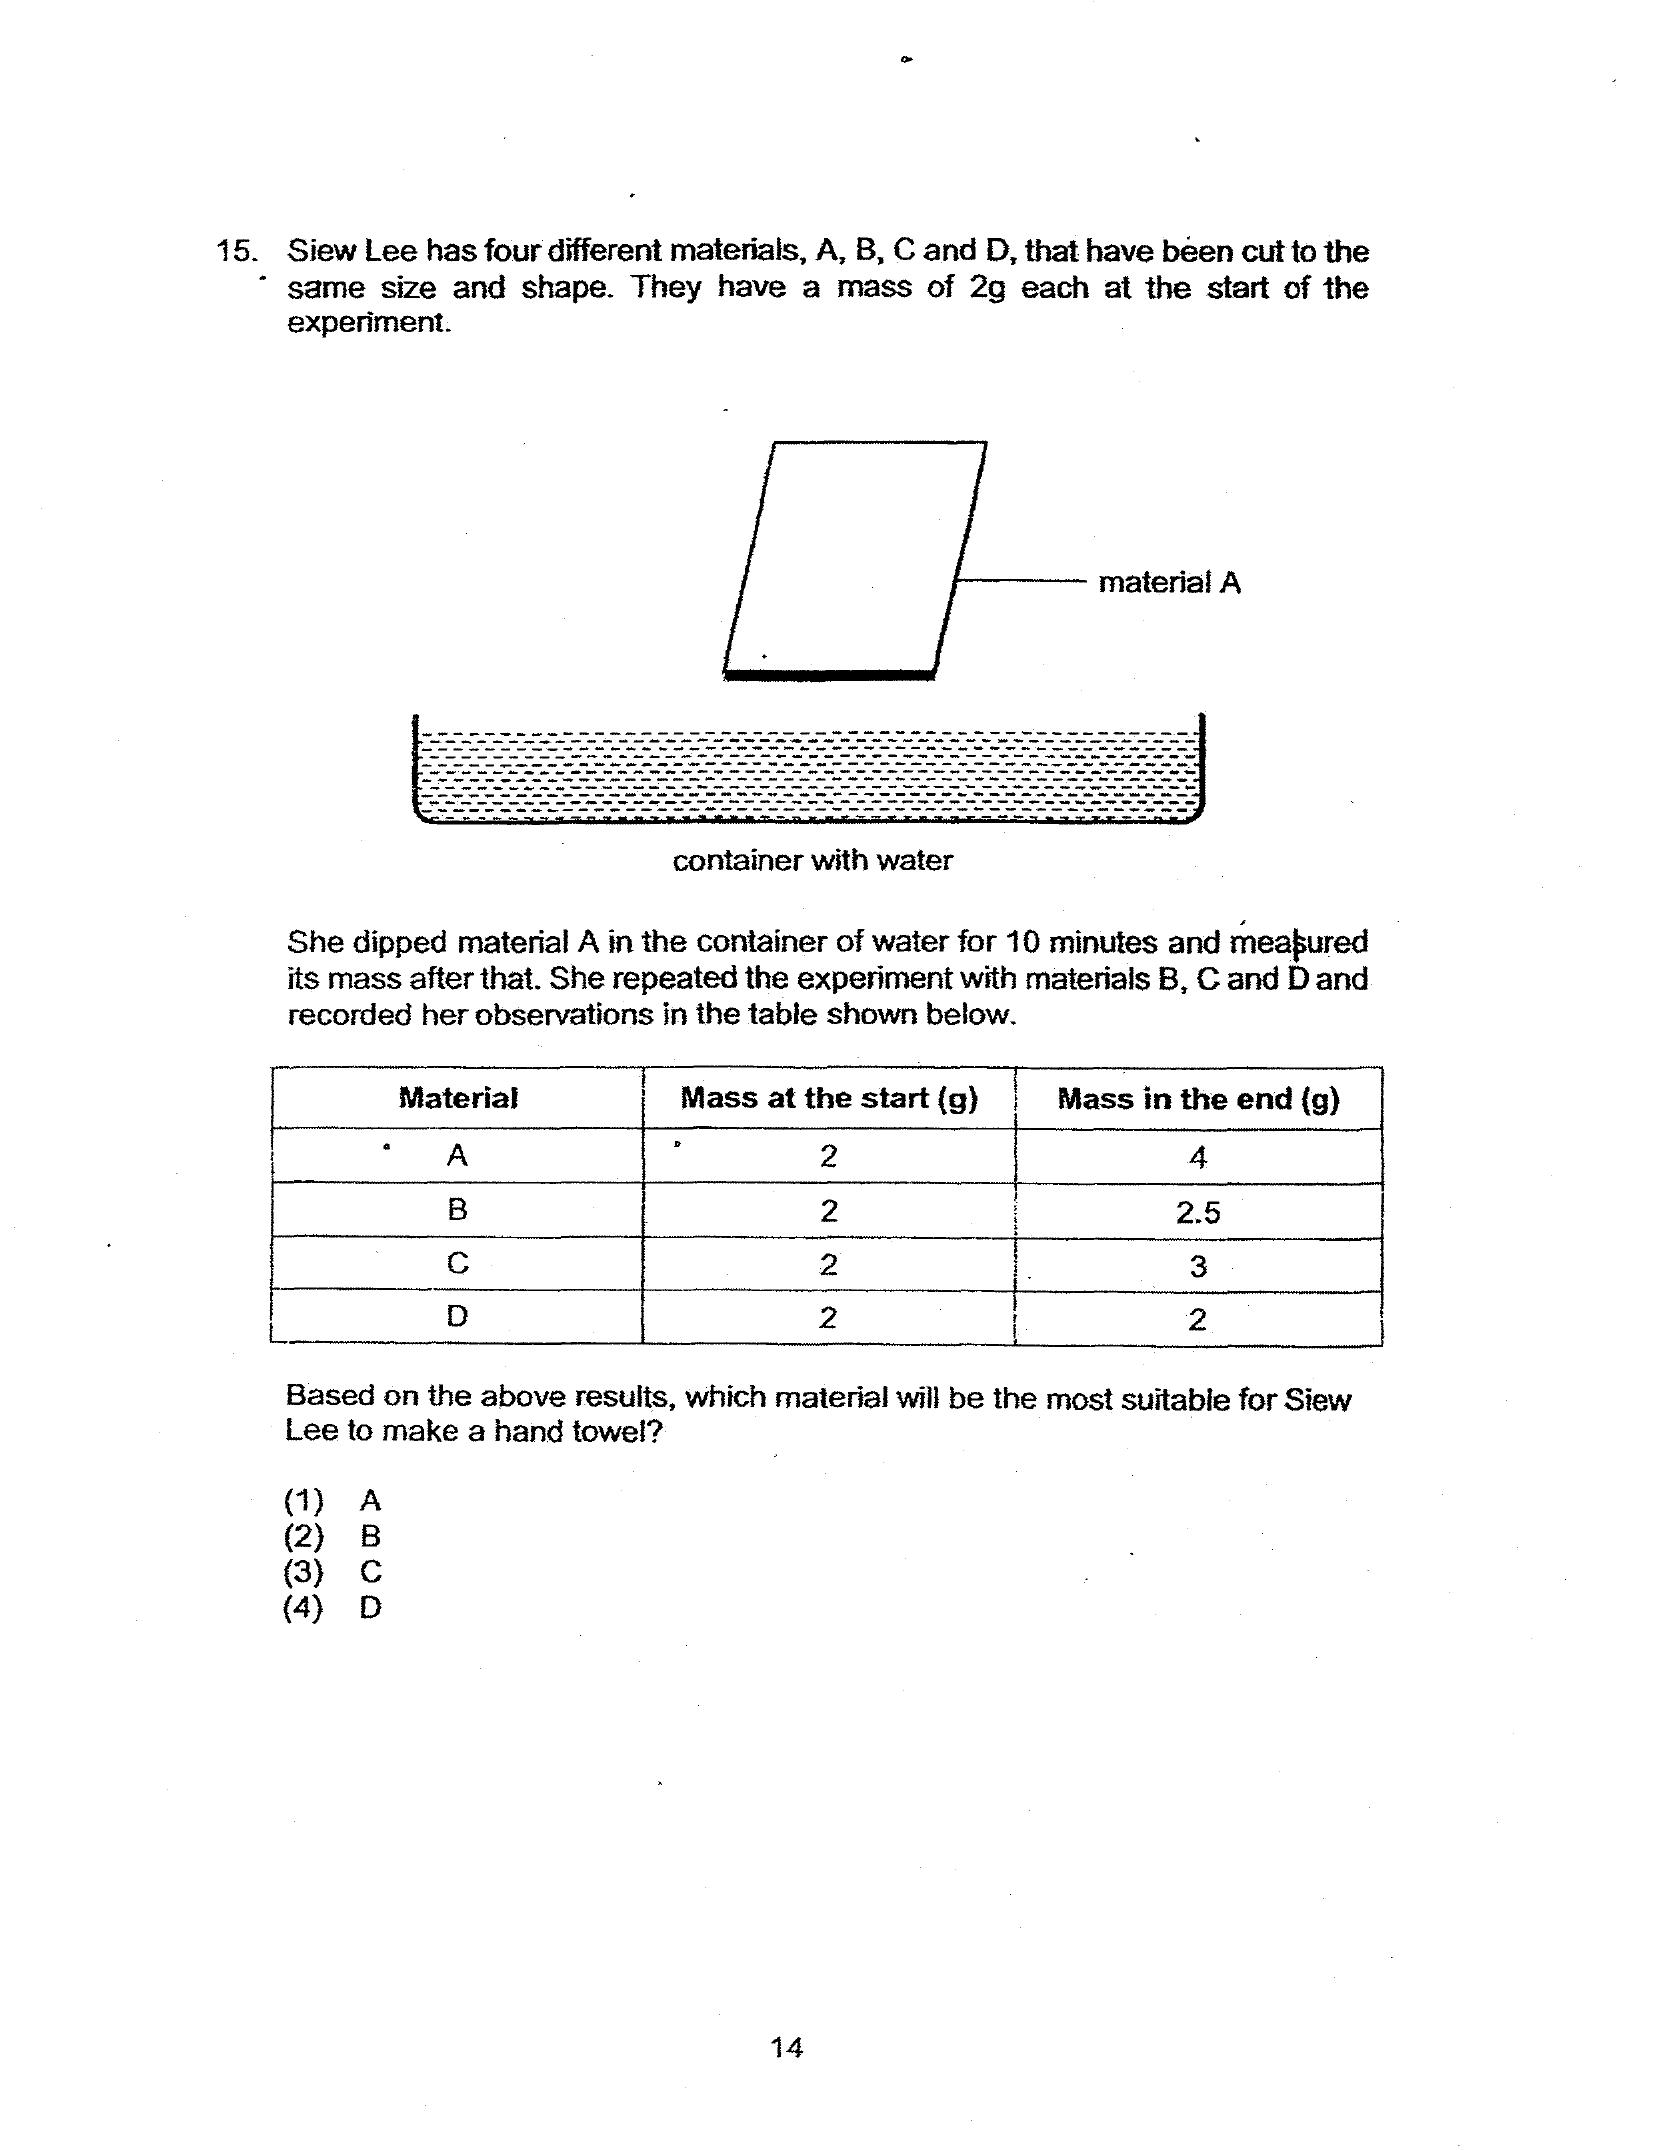 15. Siew Lee has four different materials, A, B, C and D, that have been cut to the
same size and shape. They have a mass of 2g each at the start of the
experiment.
material A
container with water
She dipped material A in the container of water for 10 minutes and measured
its mass after that. She repeated the experiment with materials B, C and D and
recorded her observations in the table shown below.
Material Mass at the start (g) Mass in the end (g)
A 2 4
B 2 2.5
C 2 3
D 2 2
Based on the above results, which material will be the most suitable for Siew
Lee to make a hand towel?
(1) A
(2) B
(3) C
(4) D
14